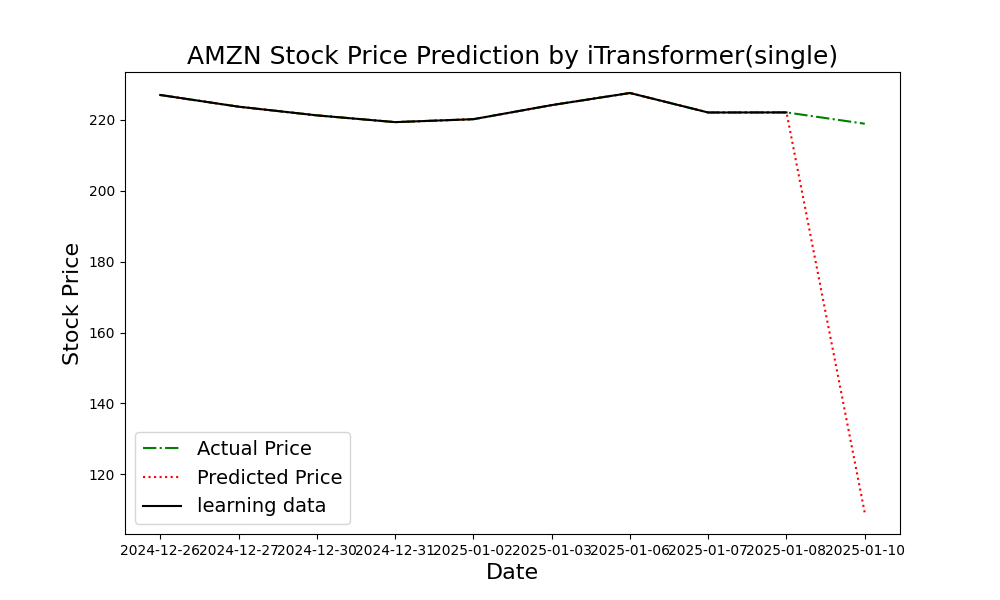 AMZN Stock Price Prediction by iTransformer(single)
Stock Price
220
200
180
160
140
120
Actual Price
Predicted Price
learning data
2024-12-26 2024-12-27 2024-12-30 2024-12-31 2025-01-02 2025-01-03 2025-01-06 2025-01-07 2025-01-08 2025-01-10
Date